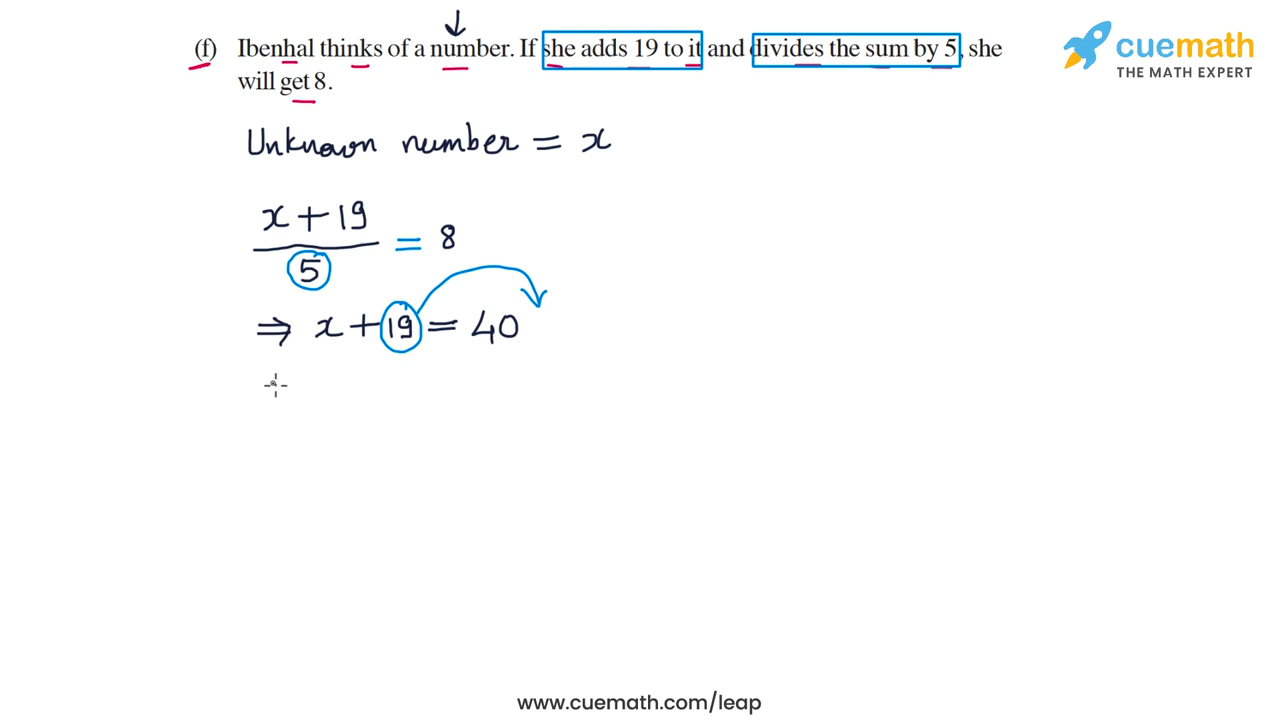 (f) Ibenhal thinks of a number. If she adds 19 to it and divides the sum by 5, she
will get 8.
cuemath
THE MATH EXPERT
Unknown number = x
x + 19
= 8
5
⇒ x + 19 = 40
www.cuemath.com/leap